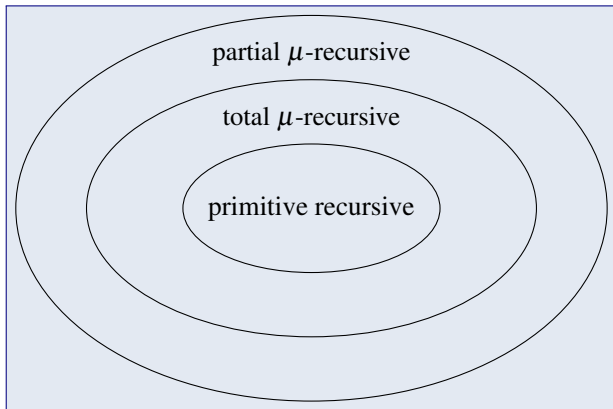 partial μ-recursive
total μ-recursive
primitive recursive